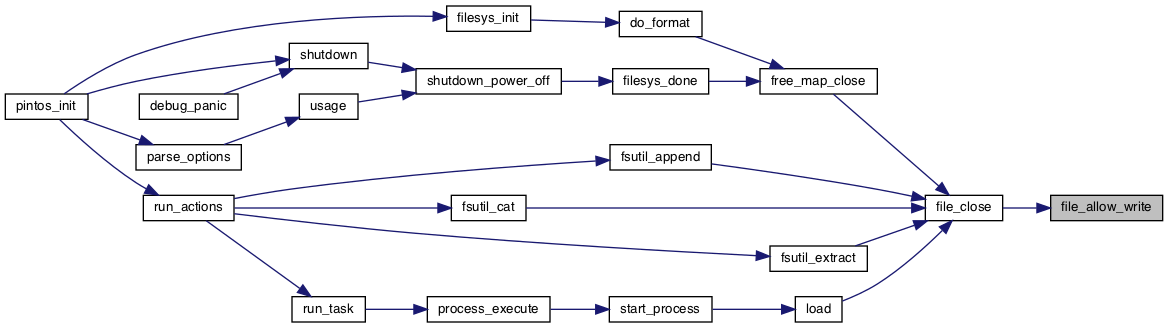 filesys_init
do_format
shutdown
shutdown_power_off
filesys_done
free_map_close
pintos_init
debug_panic
usage
parse_options
fsutil_append
run_actions
fsutil_cat
file_close
file_allow_write
fsutil_extract
run_task
process_execute
start_process
load